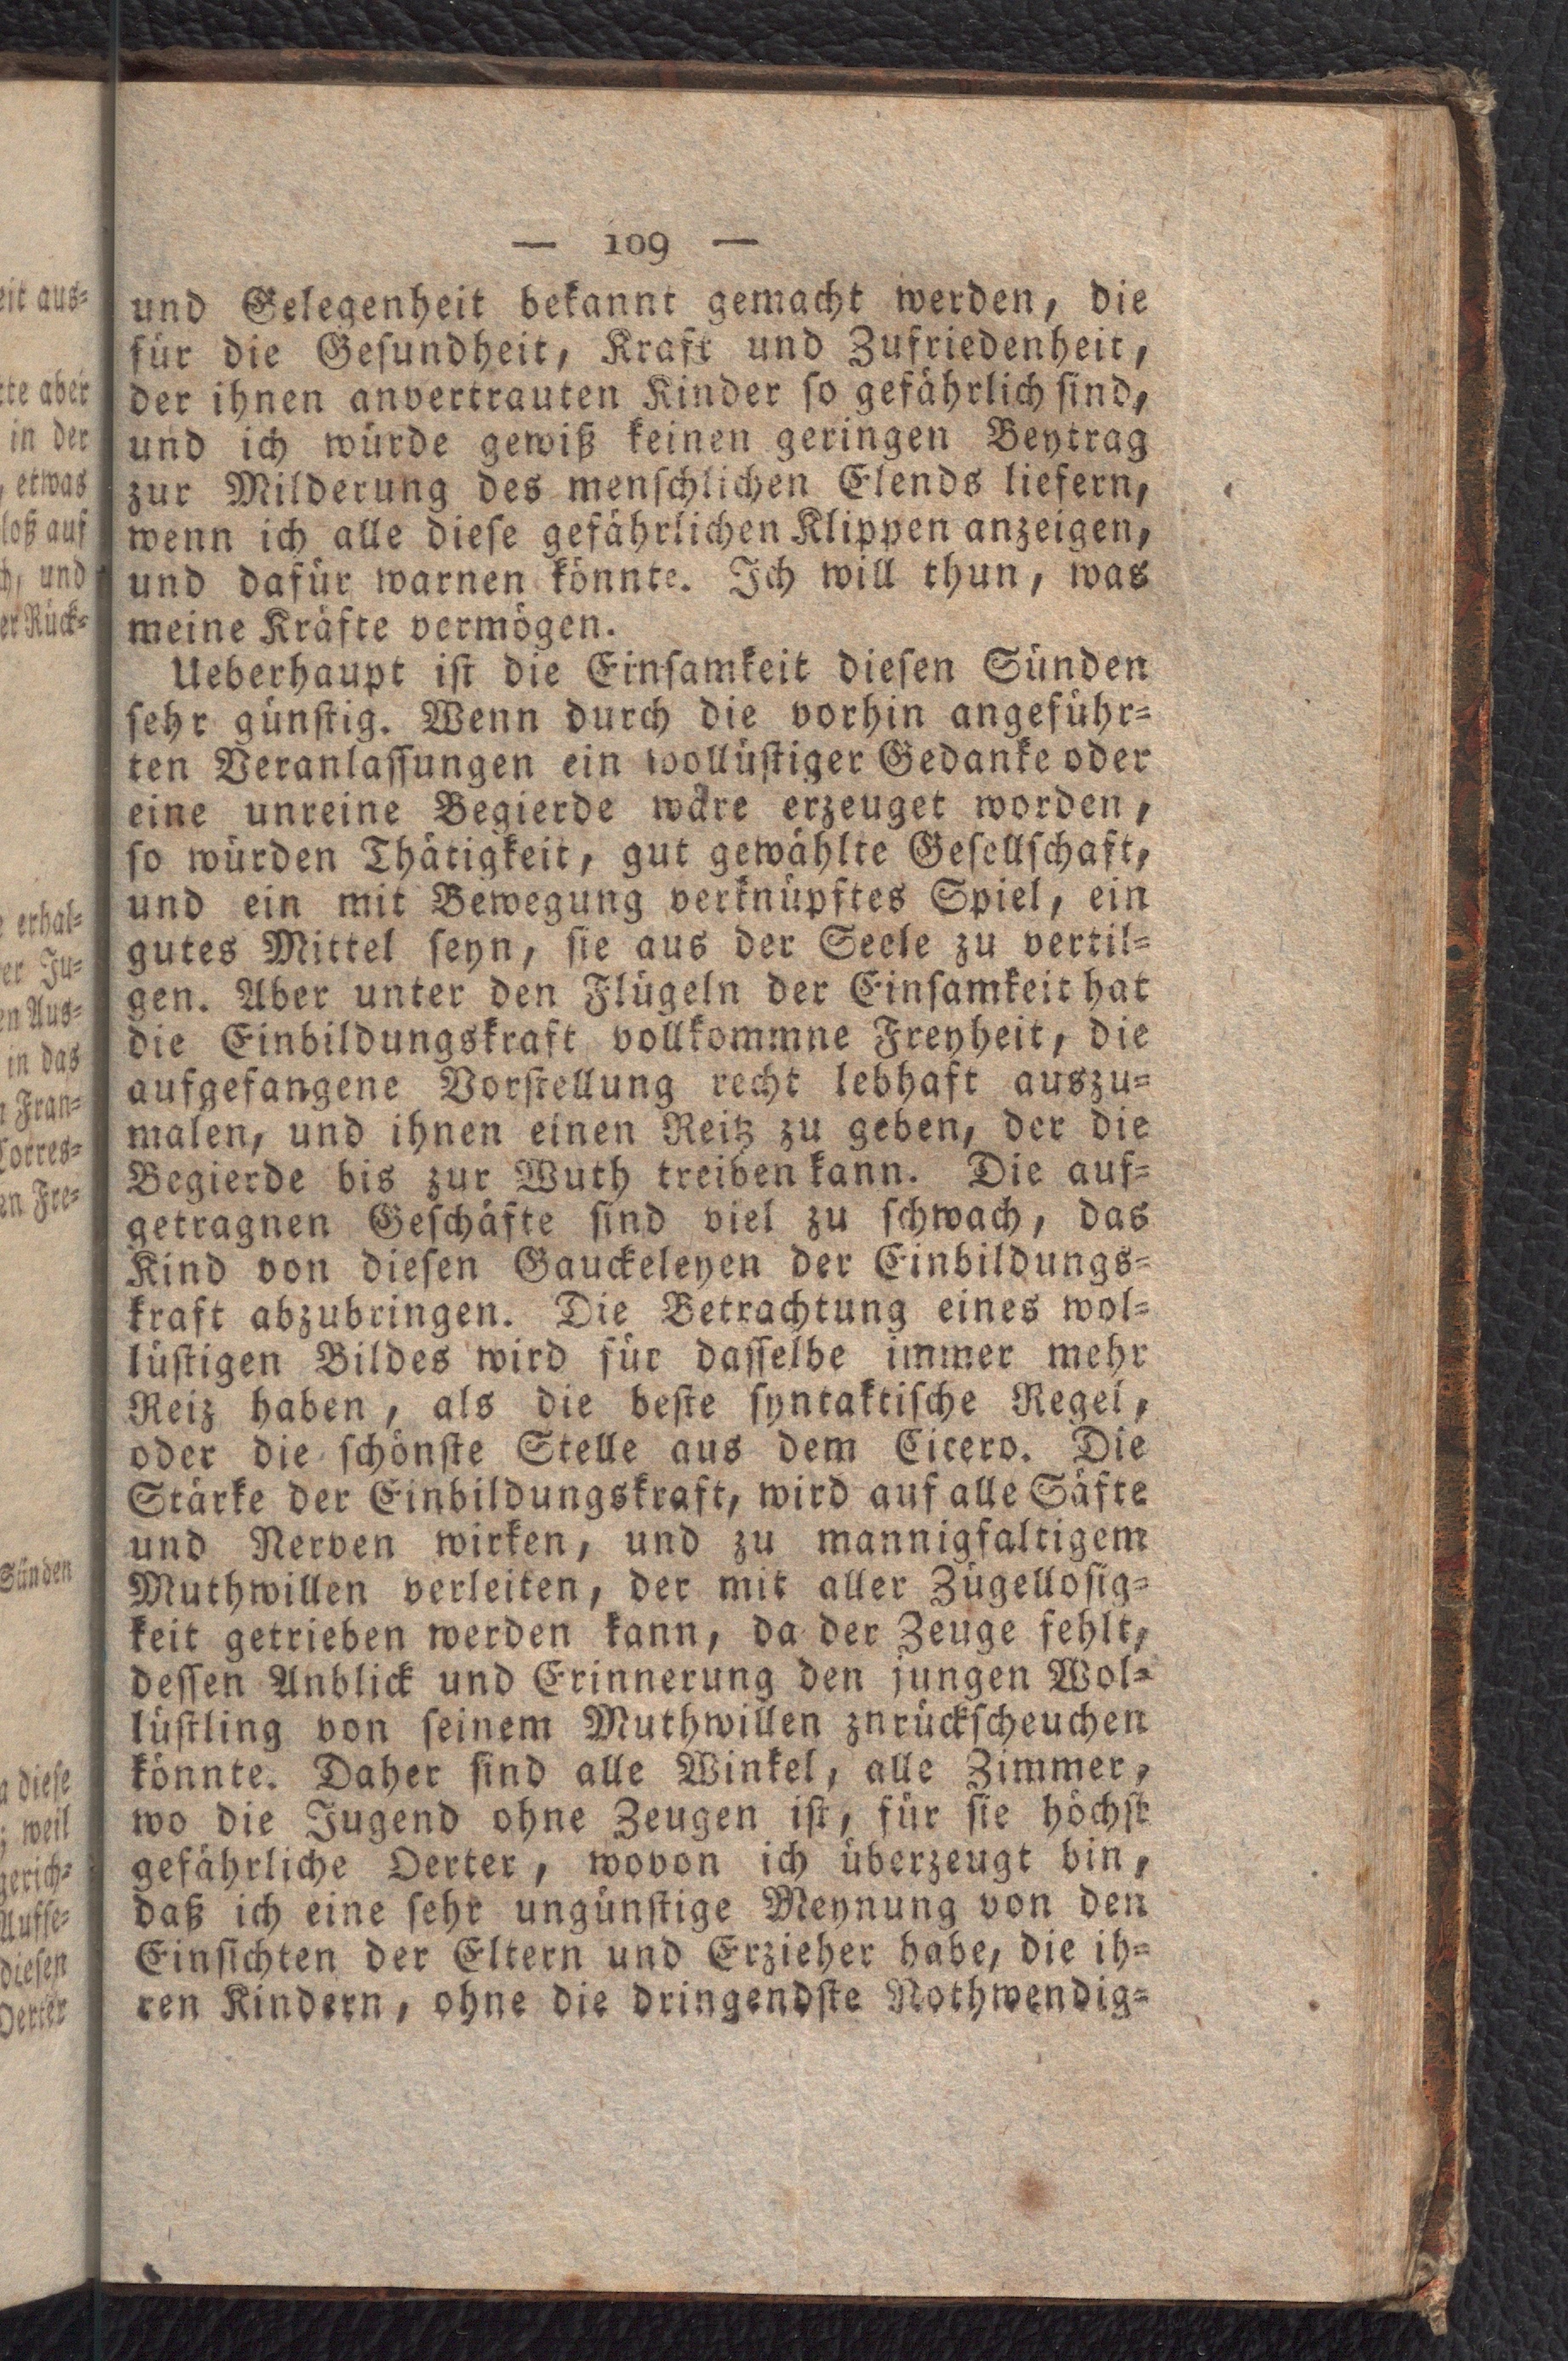 — 109 —
und Gelegenheit bekannt gemacht werden, die
für die Geſundheit, Kraft und Zufriedenheit,
der ihnen anvertrauten Kinder ſo gefährlich ſind,
und ich würde gewiß keinen geringen Beytrag
zur Milderung des menſchlichen Elends liefern,
wenn ich alle dieſe gefährlichen Klippen anzeigen,
und dafür warnen könnte. Ich will thun, was
meine Kräfte vermögen.
Ueberhaupt iſt die Einſamkeit dieſen Sünden
ſehr günſtig. Wenn durch die vorhin angeführ-
ten Veranlaſſungen ein wollüſtiger Gedanke oder
eine unreine Begierde wäre erzeuget worden,
ſo würden Thätigkeit, gut gewählte Geſellſchaft,
und ein mit Bewegung verknüpftes Spiel, ein
gutes Mittel ſeyn, ſie aus der Seele zu vertil-
gen. Aber unter den Flügeln der Einſamkeit hat
die Einbildungskraft vollkommne Freyheit, die
aufgefangene Vorſtellung recht lebhaft auszu-
malen, und ihnen einen Reitz zu geben, der die
Begierde bis zur Wuth treiben kann. Die auf-
getragnen Geſchäfte ſind viel zu ſchwach, das
Kind von dieſen Gauckeleyen der Einbildungs-
kraft abzubringen. Die Betrachtung eines wol-
lüſtigen Bildes wird für daſſelbe immer mehr
Reiz haben, als die beſte ſyntaktiſche Regel,
oder die ſchönſte Stelle aus dem Cicero. Die
Stärke der Einbildungskraft, wird auf alle Säfte
und Nerven wirken, und zu mannigfaltigem
Muthwillen verleiten, der mit aller Zügelloſig-
keit getrieben werden kann, da der Zeuge fehlt,
deſſen Anblick und Erinnerung den jungen Wol-
lüſtling von ſeinem Muthwillen znrückſcheuchen
könnte. Daher ſind alle Winkel, alle Zimmer,
wo die Jugend ohne Zeugen iſt, für ſie höchſt
gefährliche Oerter, wovon ich überzeugt bin,
daß ich eine ſehr ungünſtige Meynung von den
Einſichten der Eltern und Erzieher habe, die ih-
ren Kindern, ohne die dringendſte Nothwendig-